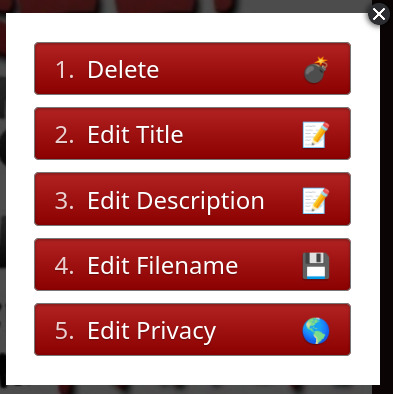 1. Delete
2. Edit Title
3. Edit Description
4. Edit Filename
5. Edit Privacy